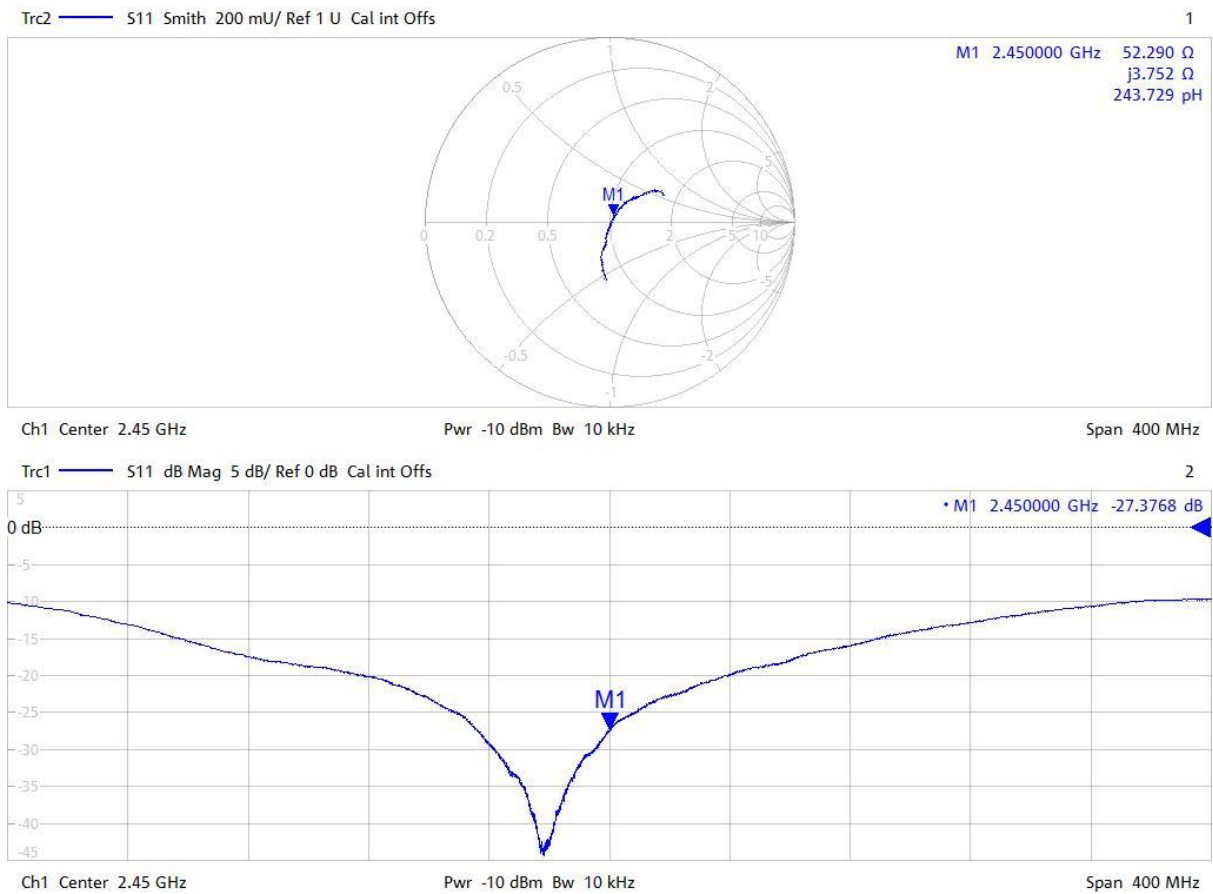 Trc2 S11 Smith 200 mU/ Ref 1 U Cal int Offs 1
M1 2.450000 GHz 52.290 Ω
j3.752 Ω
243.729 pH
1
0.5 2
5
M1
0 0.2 0.5 2 5 10
-5
-0.5 -2
-1
Ch1 Center 2.45 GHz Pwr -10 dBm Bw 10 kHz Span 400 MHz
Trc1 S11 dB Mag 5 dB/ Ref 0 dB Cal int Offs 2
5
• M1 2.450000 GHz -27.3768 dB
0 dB
-5
-10
-15
-20
-25
M1
-30
-35
-40
-45
Ch1 Center 2.45 GHz Pwr -10 dBm Bw 10 kHz Span 400 MHz